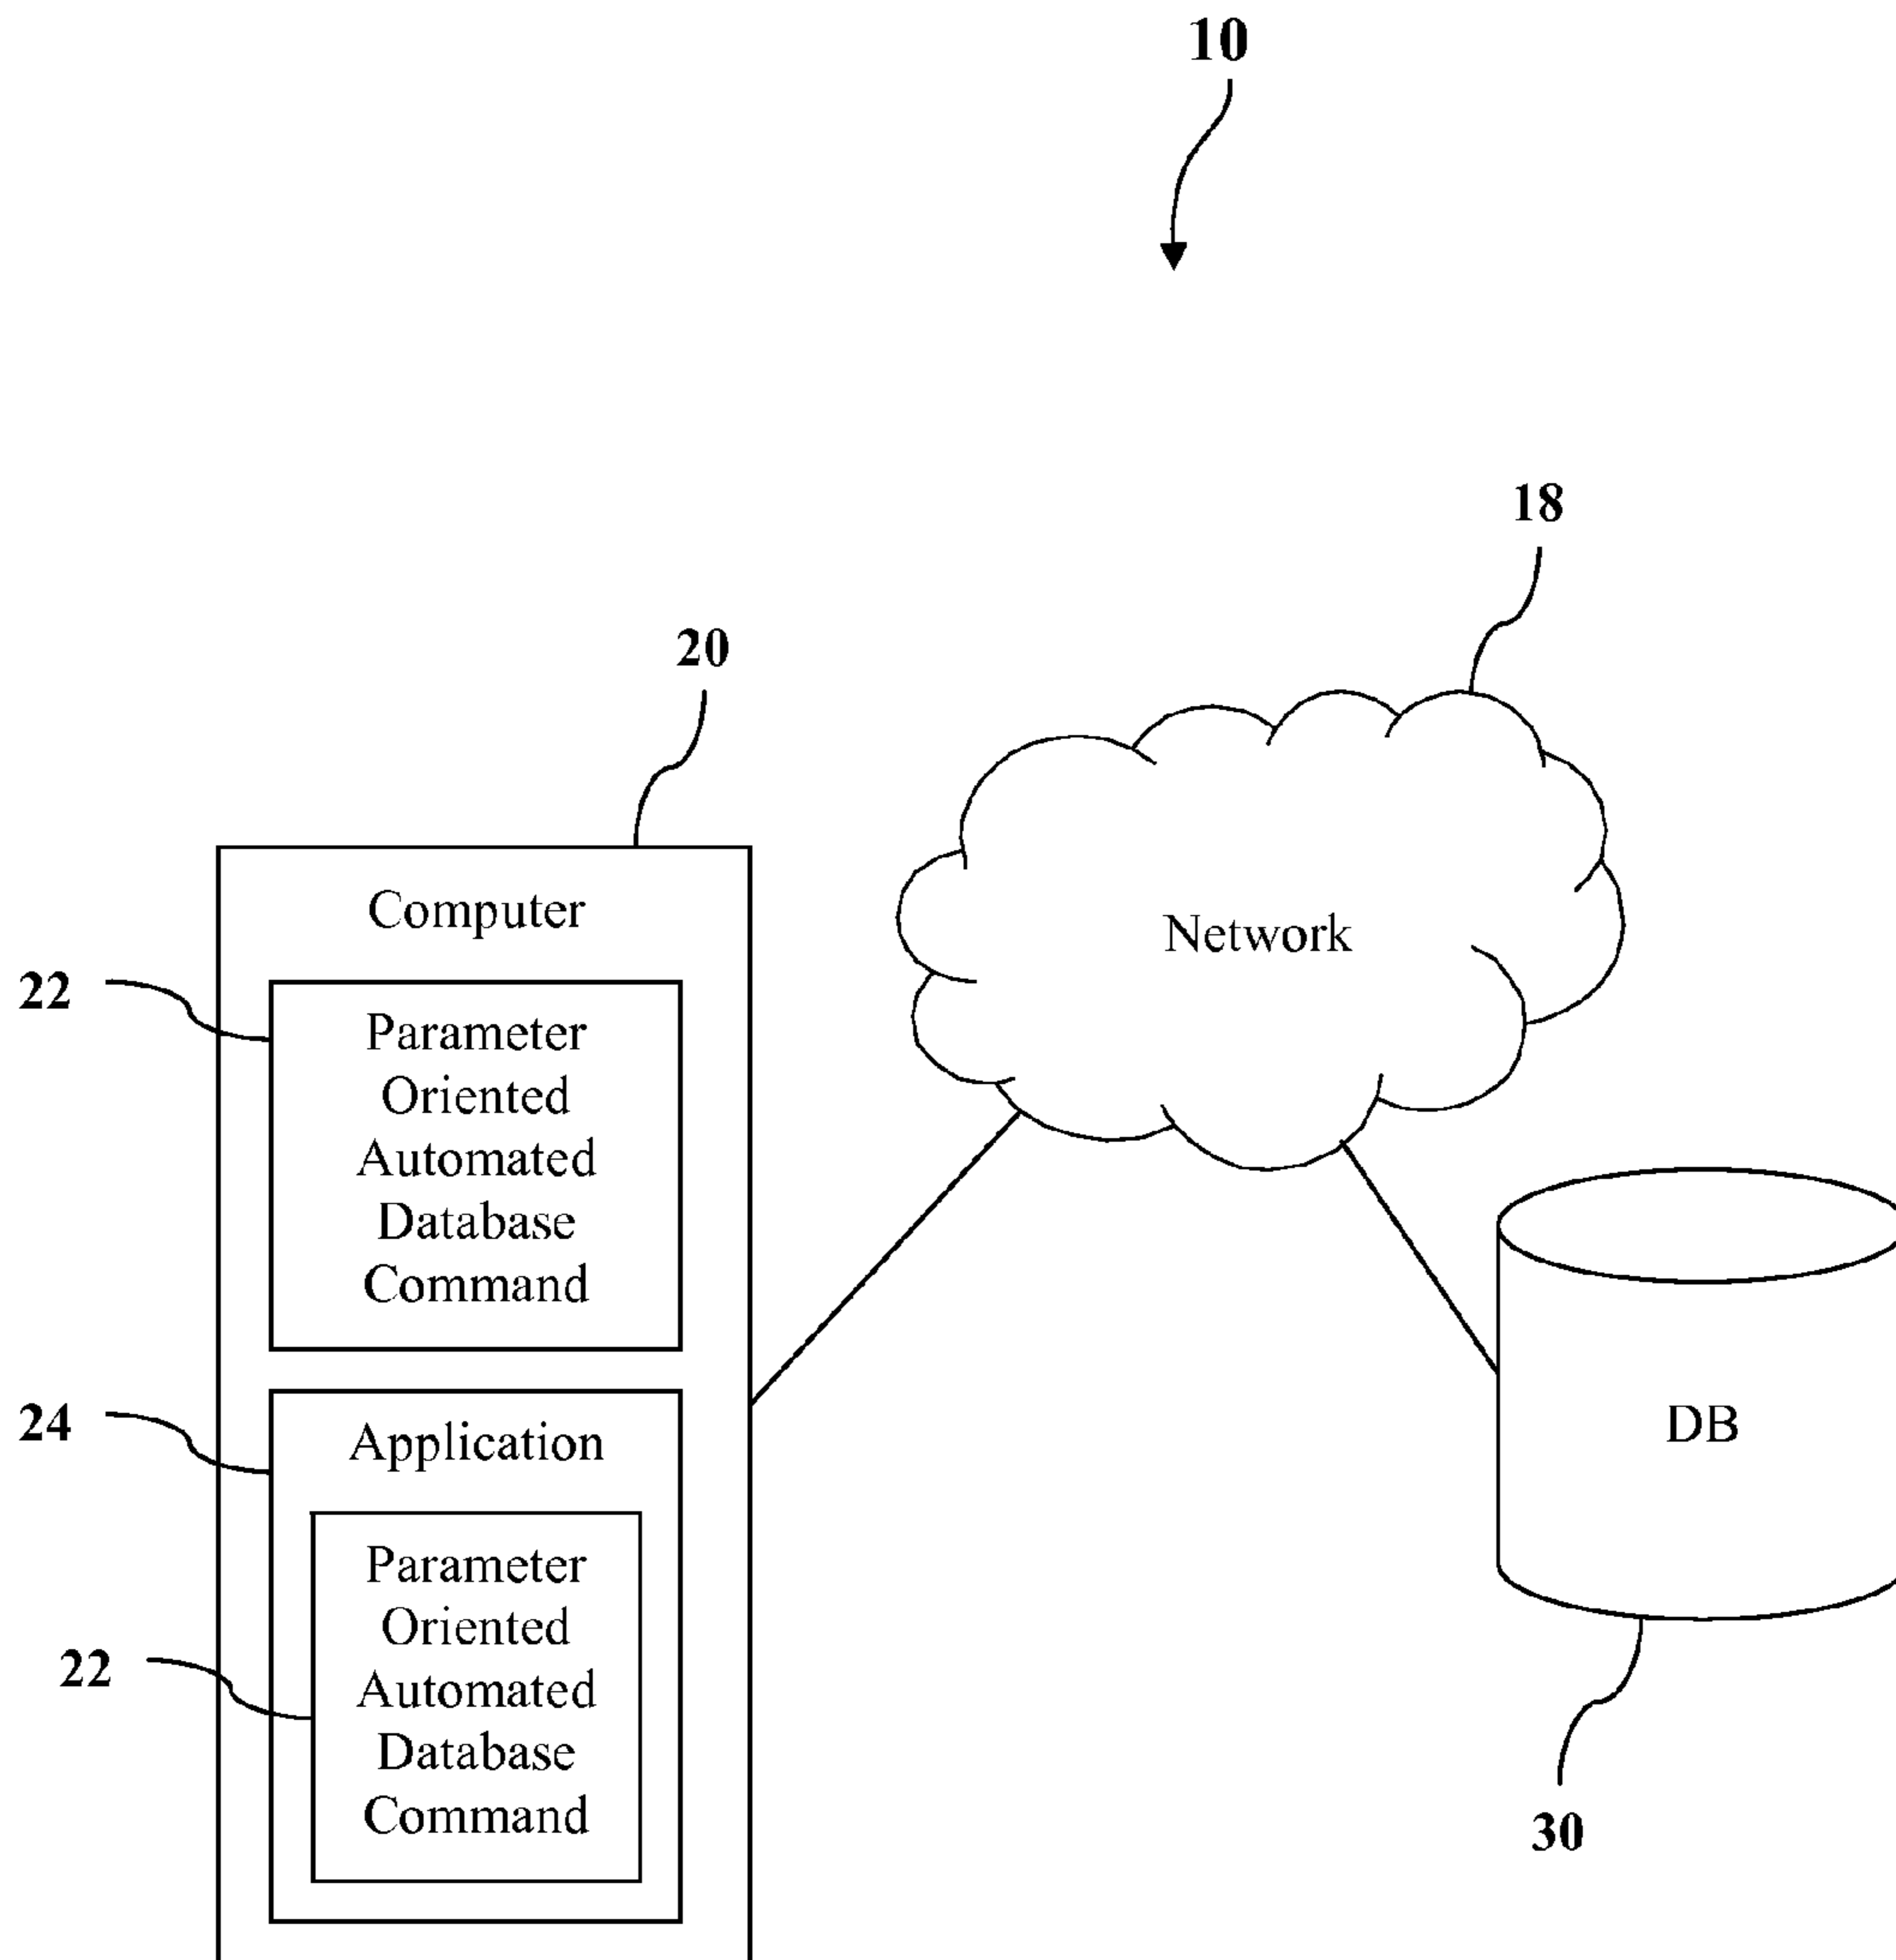 10
18
20
Computer
Network
22
Parameter
Oriented
Automated
Database
Command
24
Application
DB
Parameter
Oriented
Automated
Database
Command
22
30